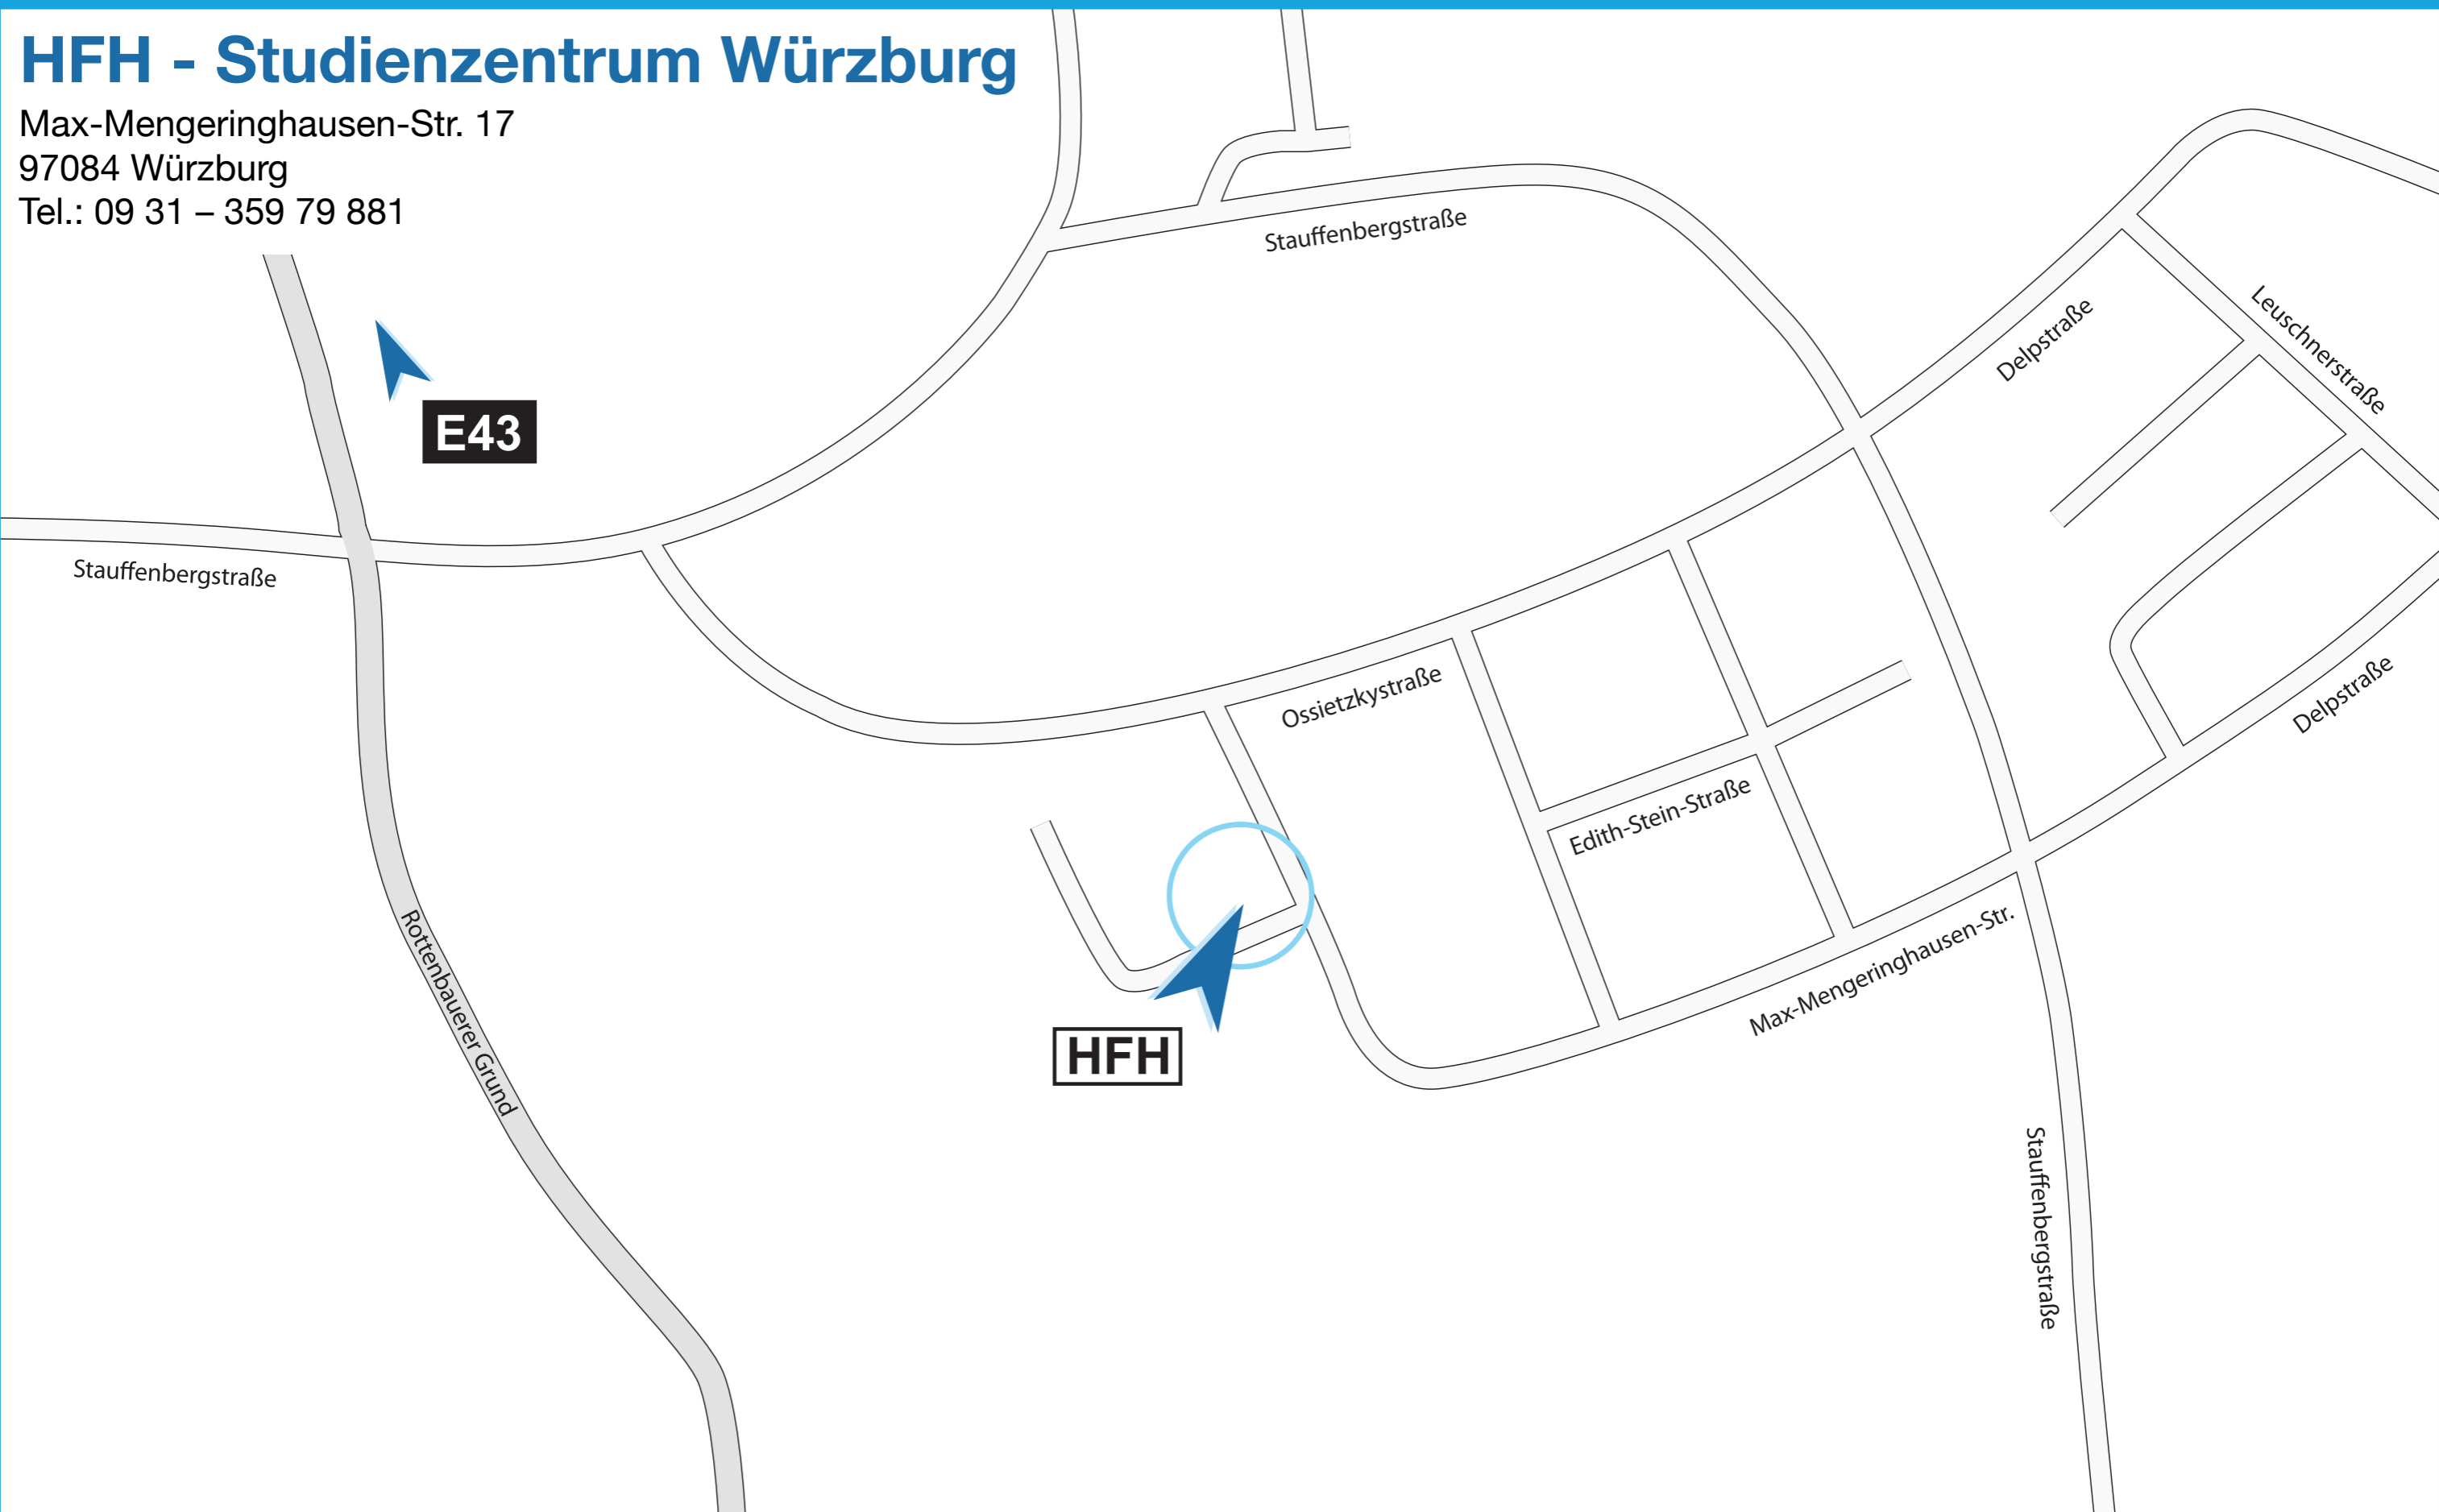 HFH - Studienzentrum Würzburg
Max-Mengeringhausen-Str. 17
97084 Würzburg
Tel.: 09 31 – 359 79 881
Stauffenbergstraße
Leuschnerstraße
Delpstraße
E43
Stauffenbergstraße
Ossietzkystraße
Delpstraße
Edith-Stein-Straße
Max-Mengeringhausen-Str.
Rottenbauerer Grund
HFH
Stauffenbergstraße